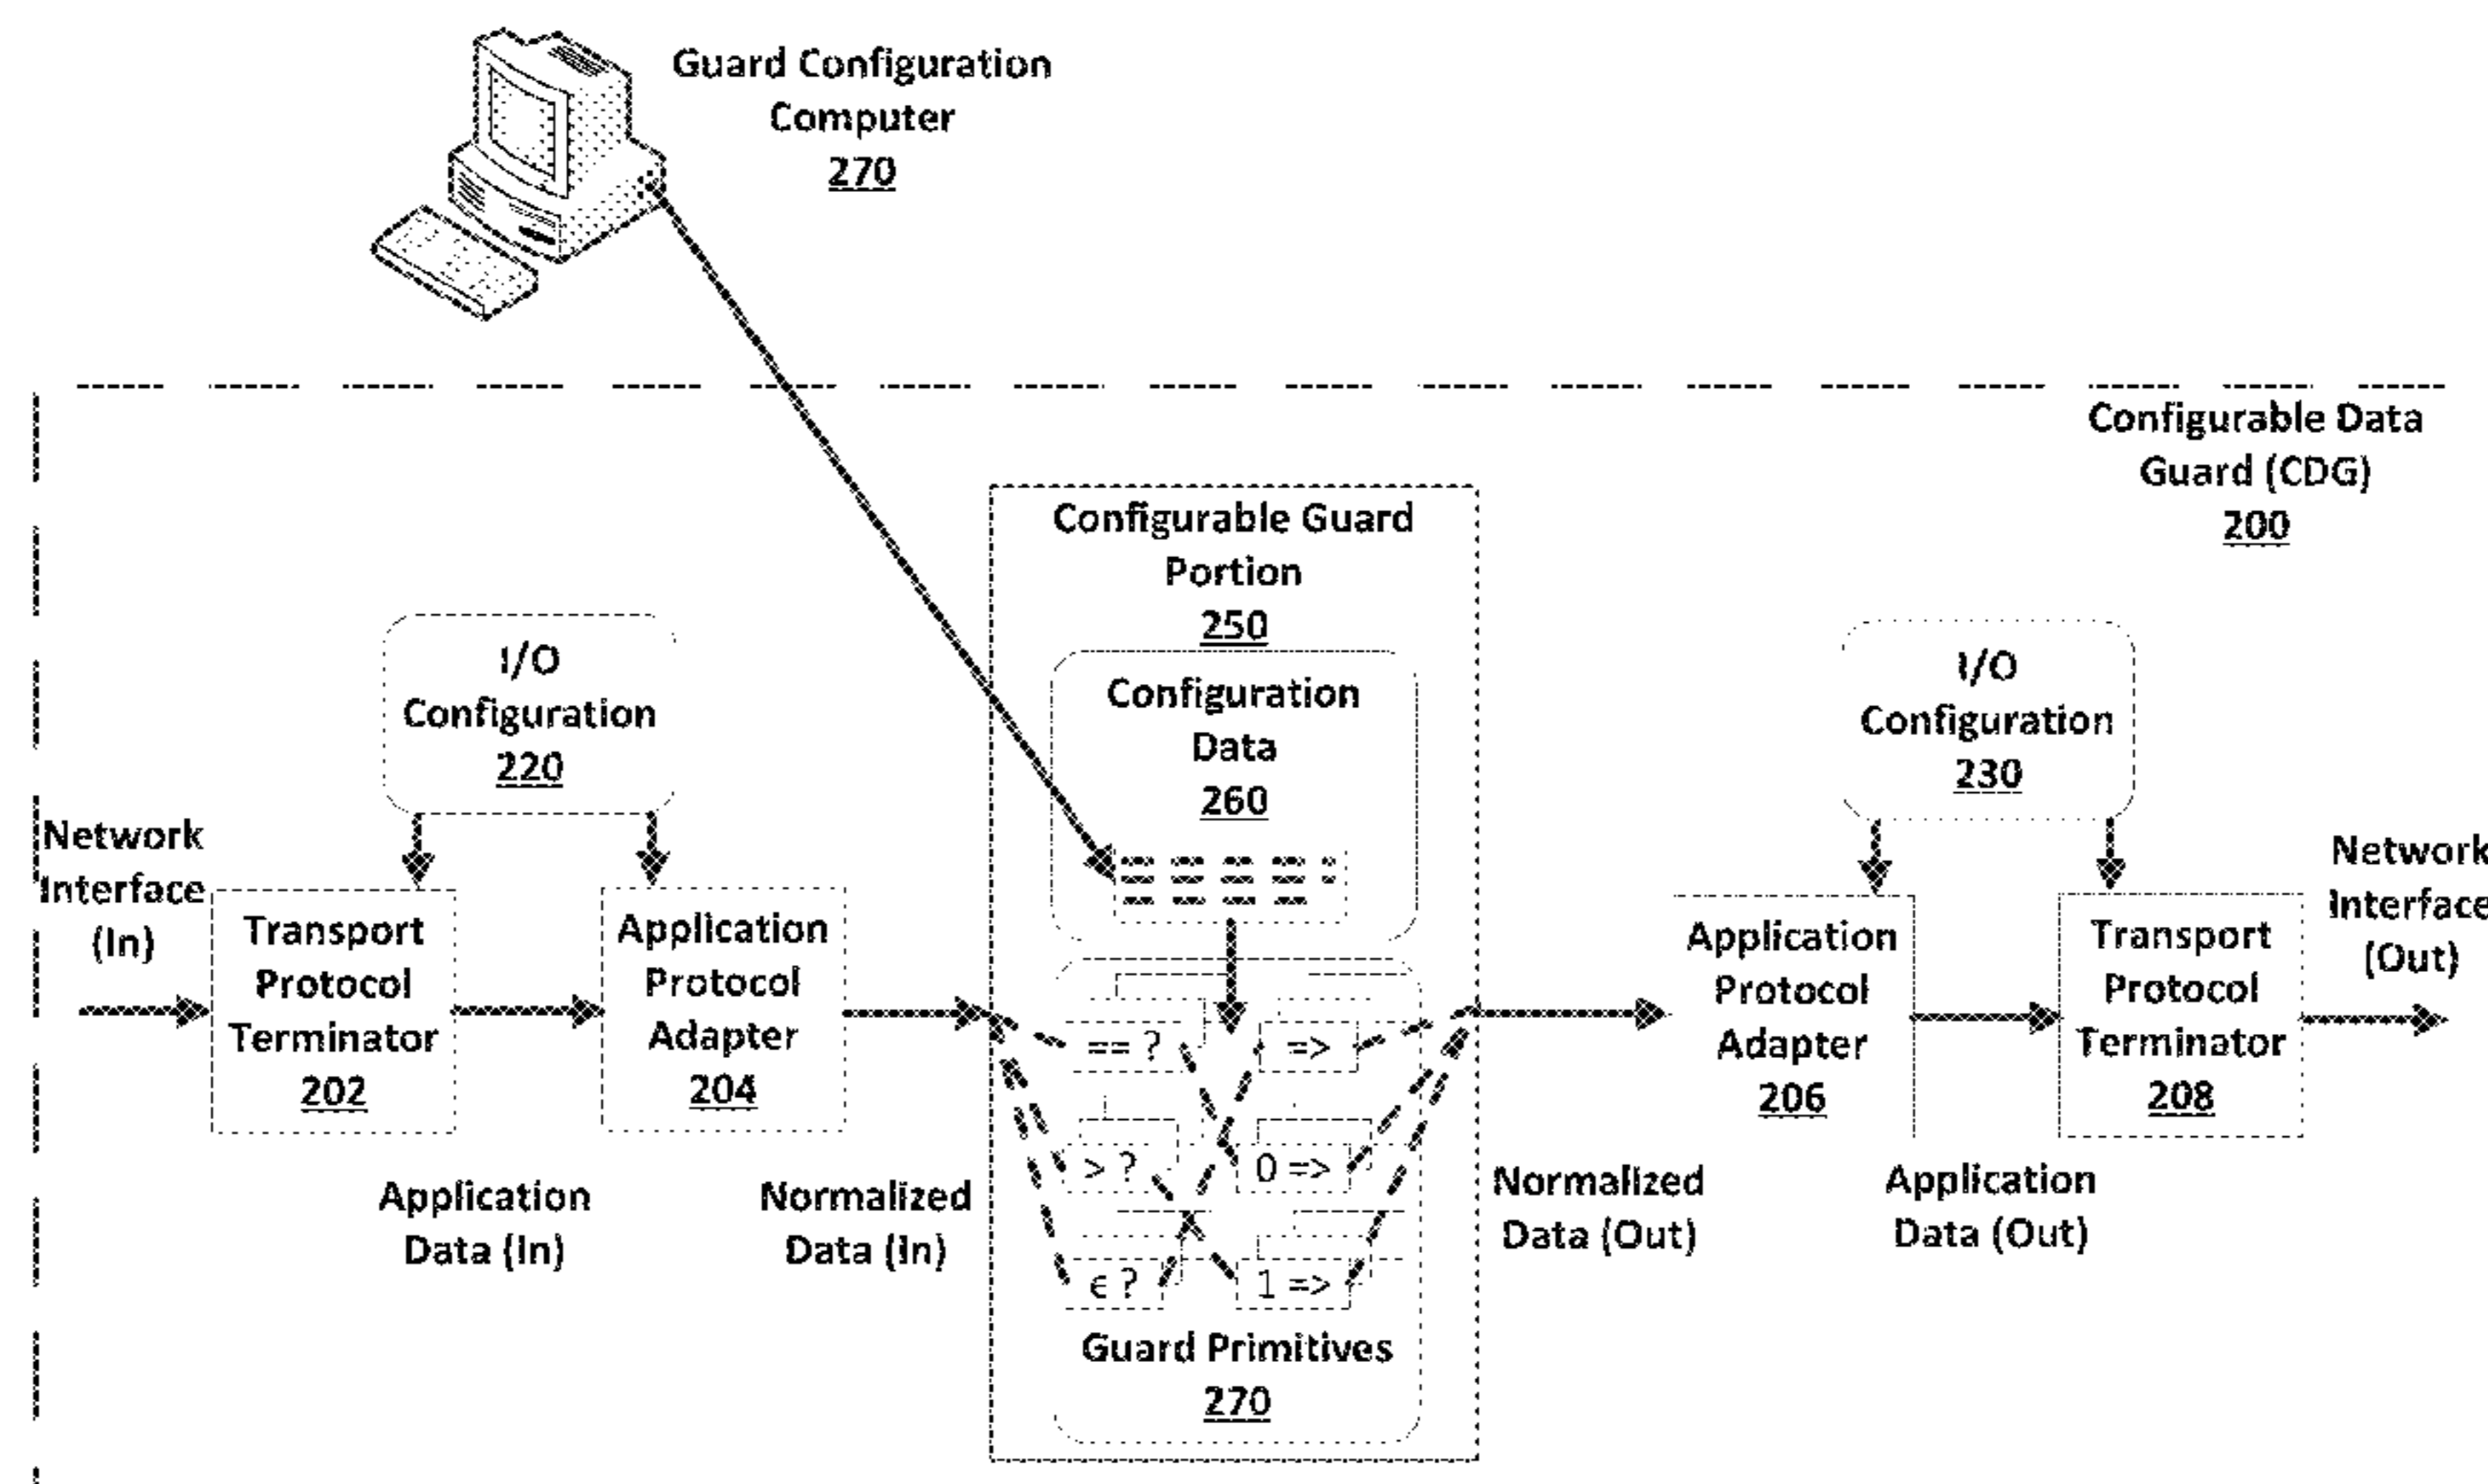 Guard Configuration
Computer
270
Configurable Data
Guard (CDG)
200
Configurable Guard
Portion
250
I/O
Configuration
220
Configuration
Data
260
I/O
Configuration
230
Network
Interface
(In)
Transport
Protocol
Terminator
202
Application
Protocol
Adapter
204
== ?
=>
> ?
0 =>
ϵ ?
1 =>
Guard Primitives
270
Application
Protocol
Adapter
206
Transport
Protocol
Terminator
208
Network
Interface
(Out)
Application
Data (In)
Normalized
Data (In)
Normalized
Data (Out)
Application
Data (Out)